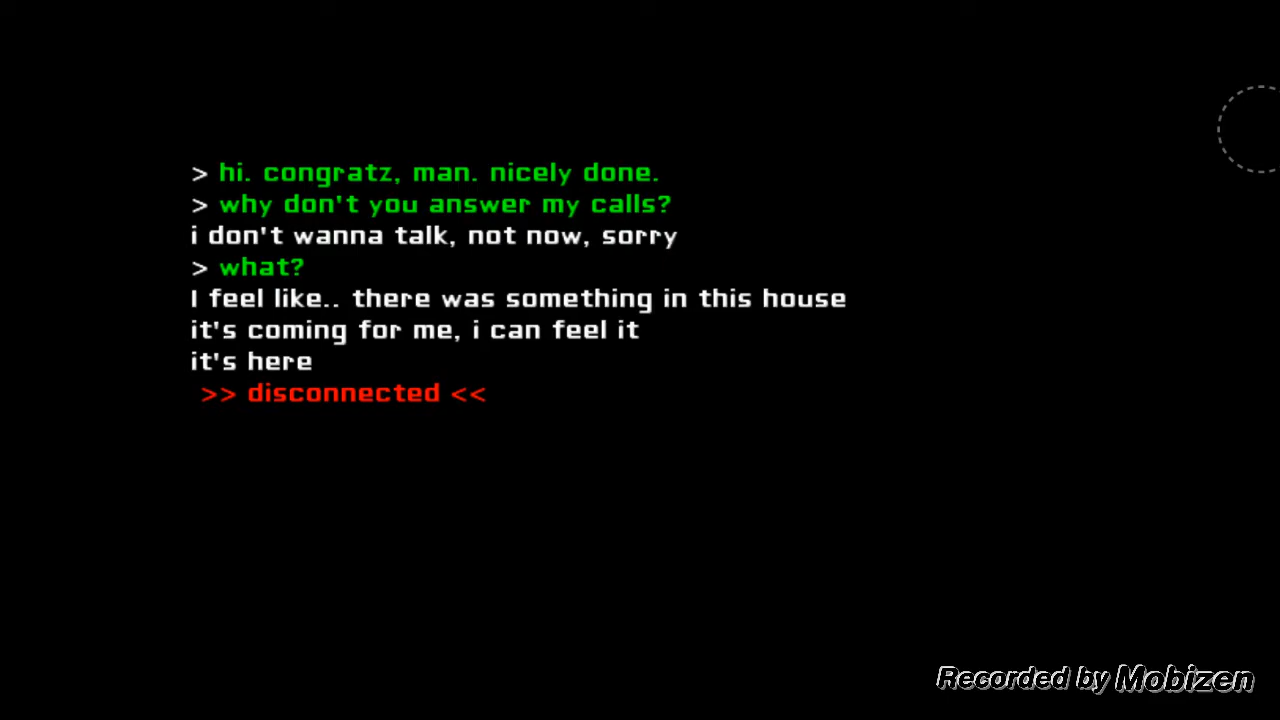 > hi. congratz, man. nicely done.
> why don't you answer my calls?
i don't wanna talk, not now, sorry
> what?
I feel like.. there was something in this house
it's coming for me, i can feel it
it's here
>> disconnected <<
Recorded by Mobizen